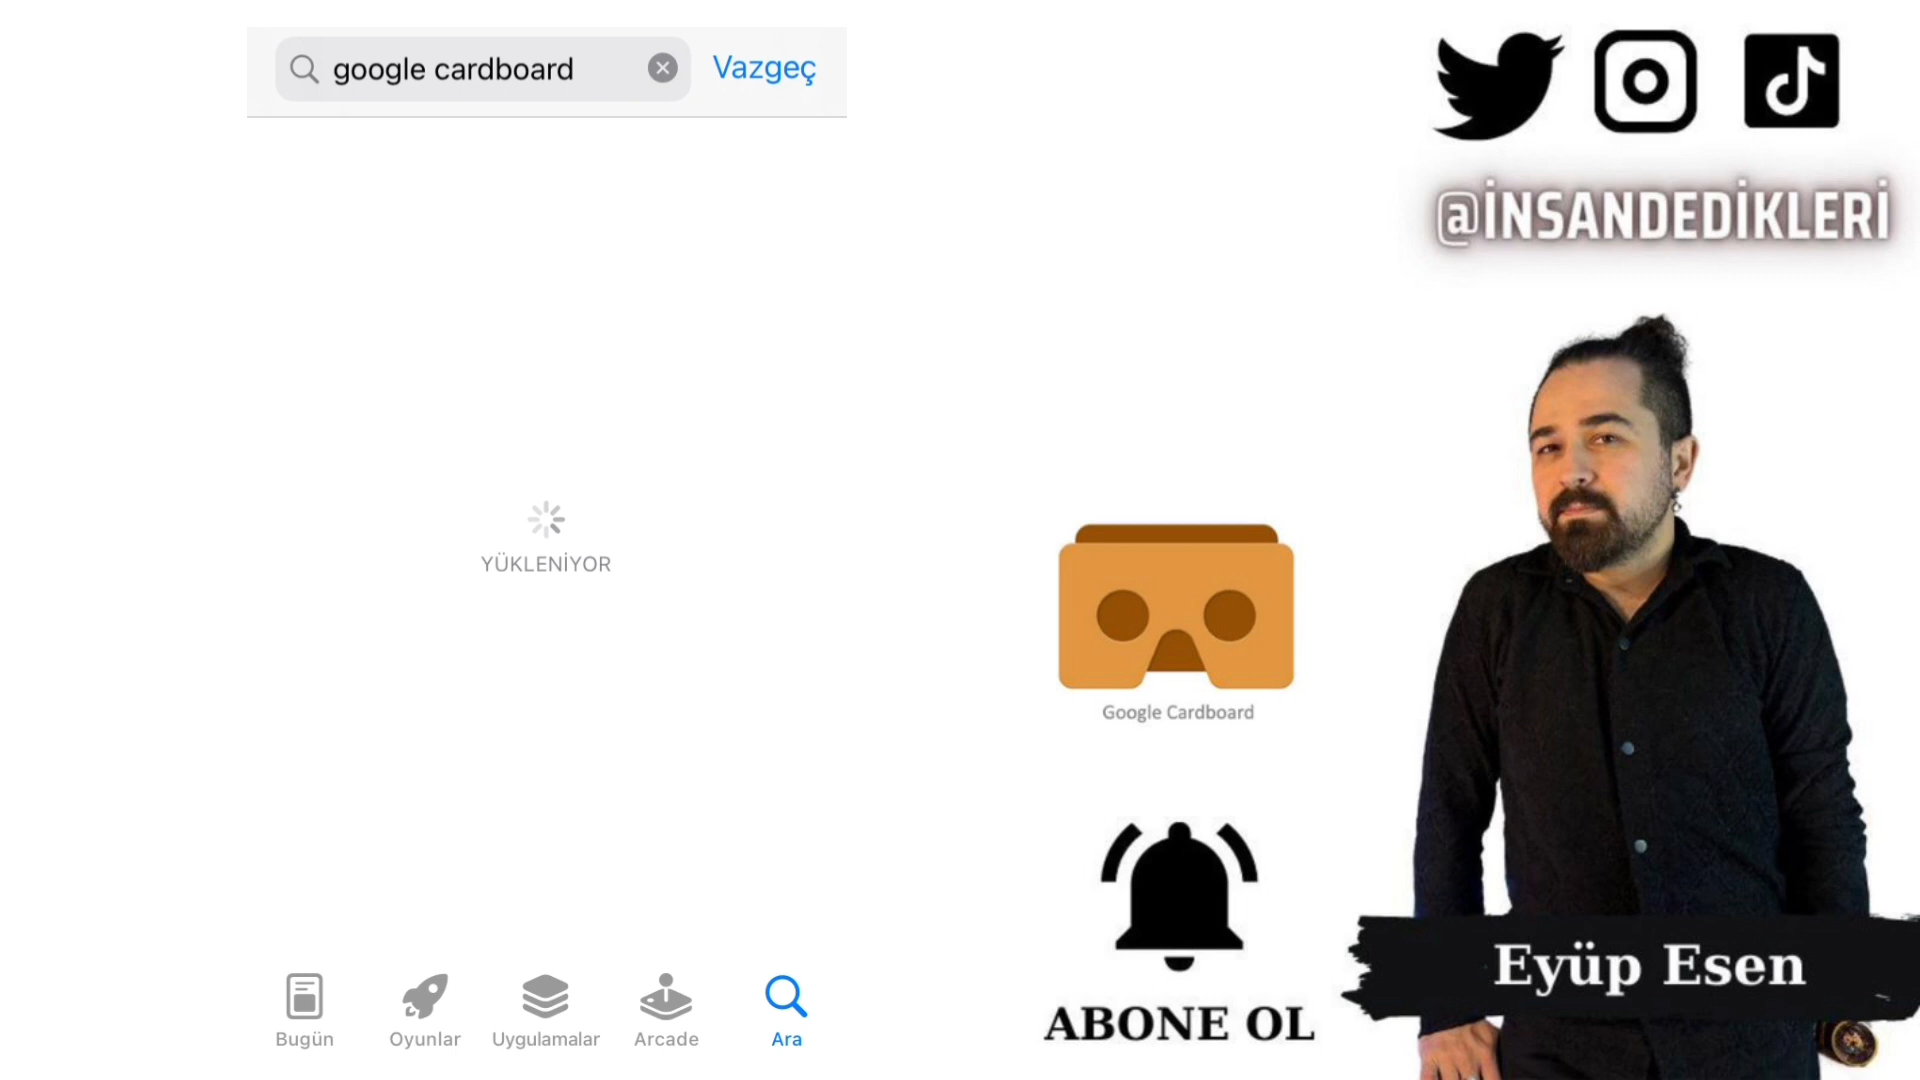 google cardboard
Vazgeç
YÜKLENİYOR
Bugün
Oyunlar
Uygulamalar
Arcade
Ara
@İNSANDEDİKLERİ
Google Cardboard
ABONE OL
Eyüp Esen